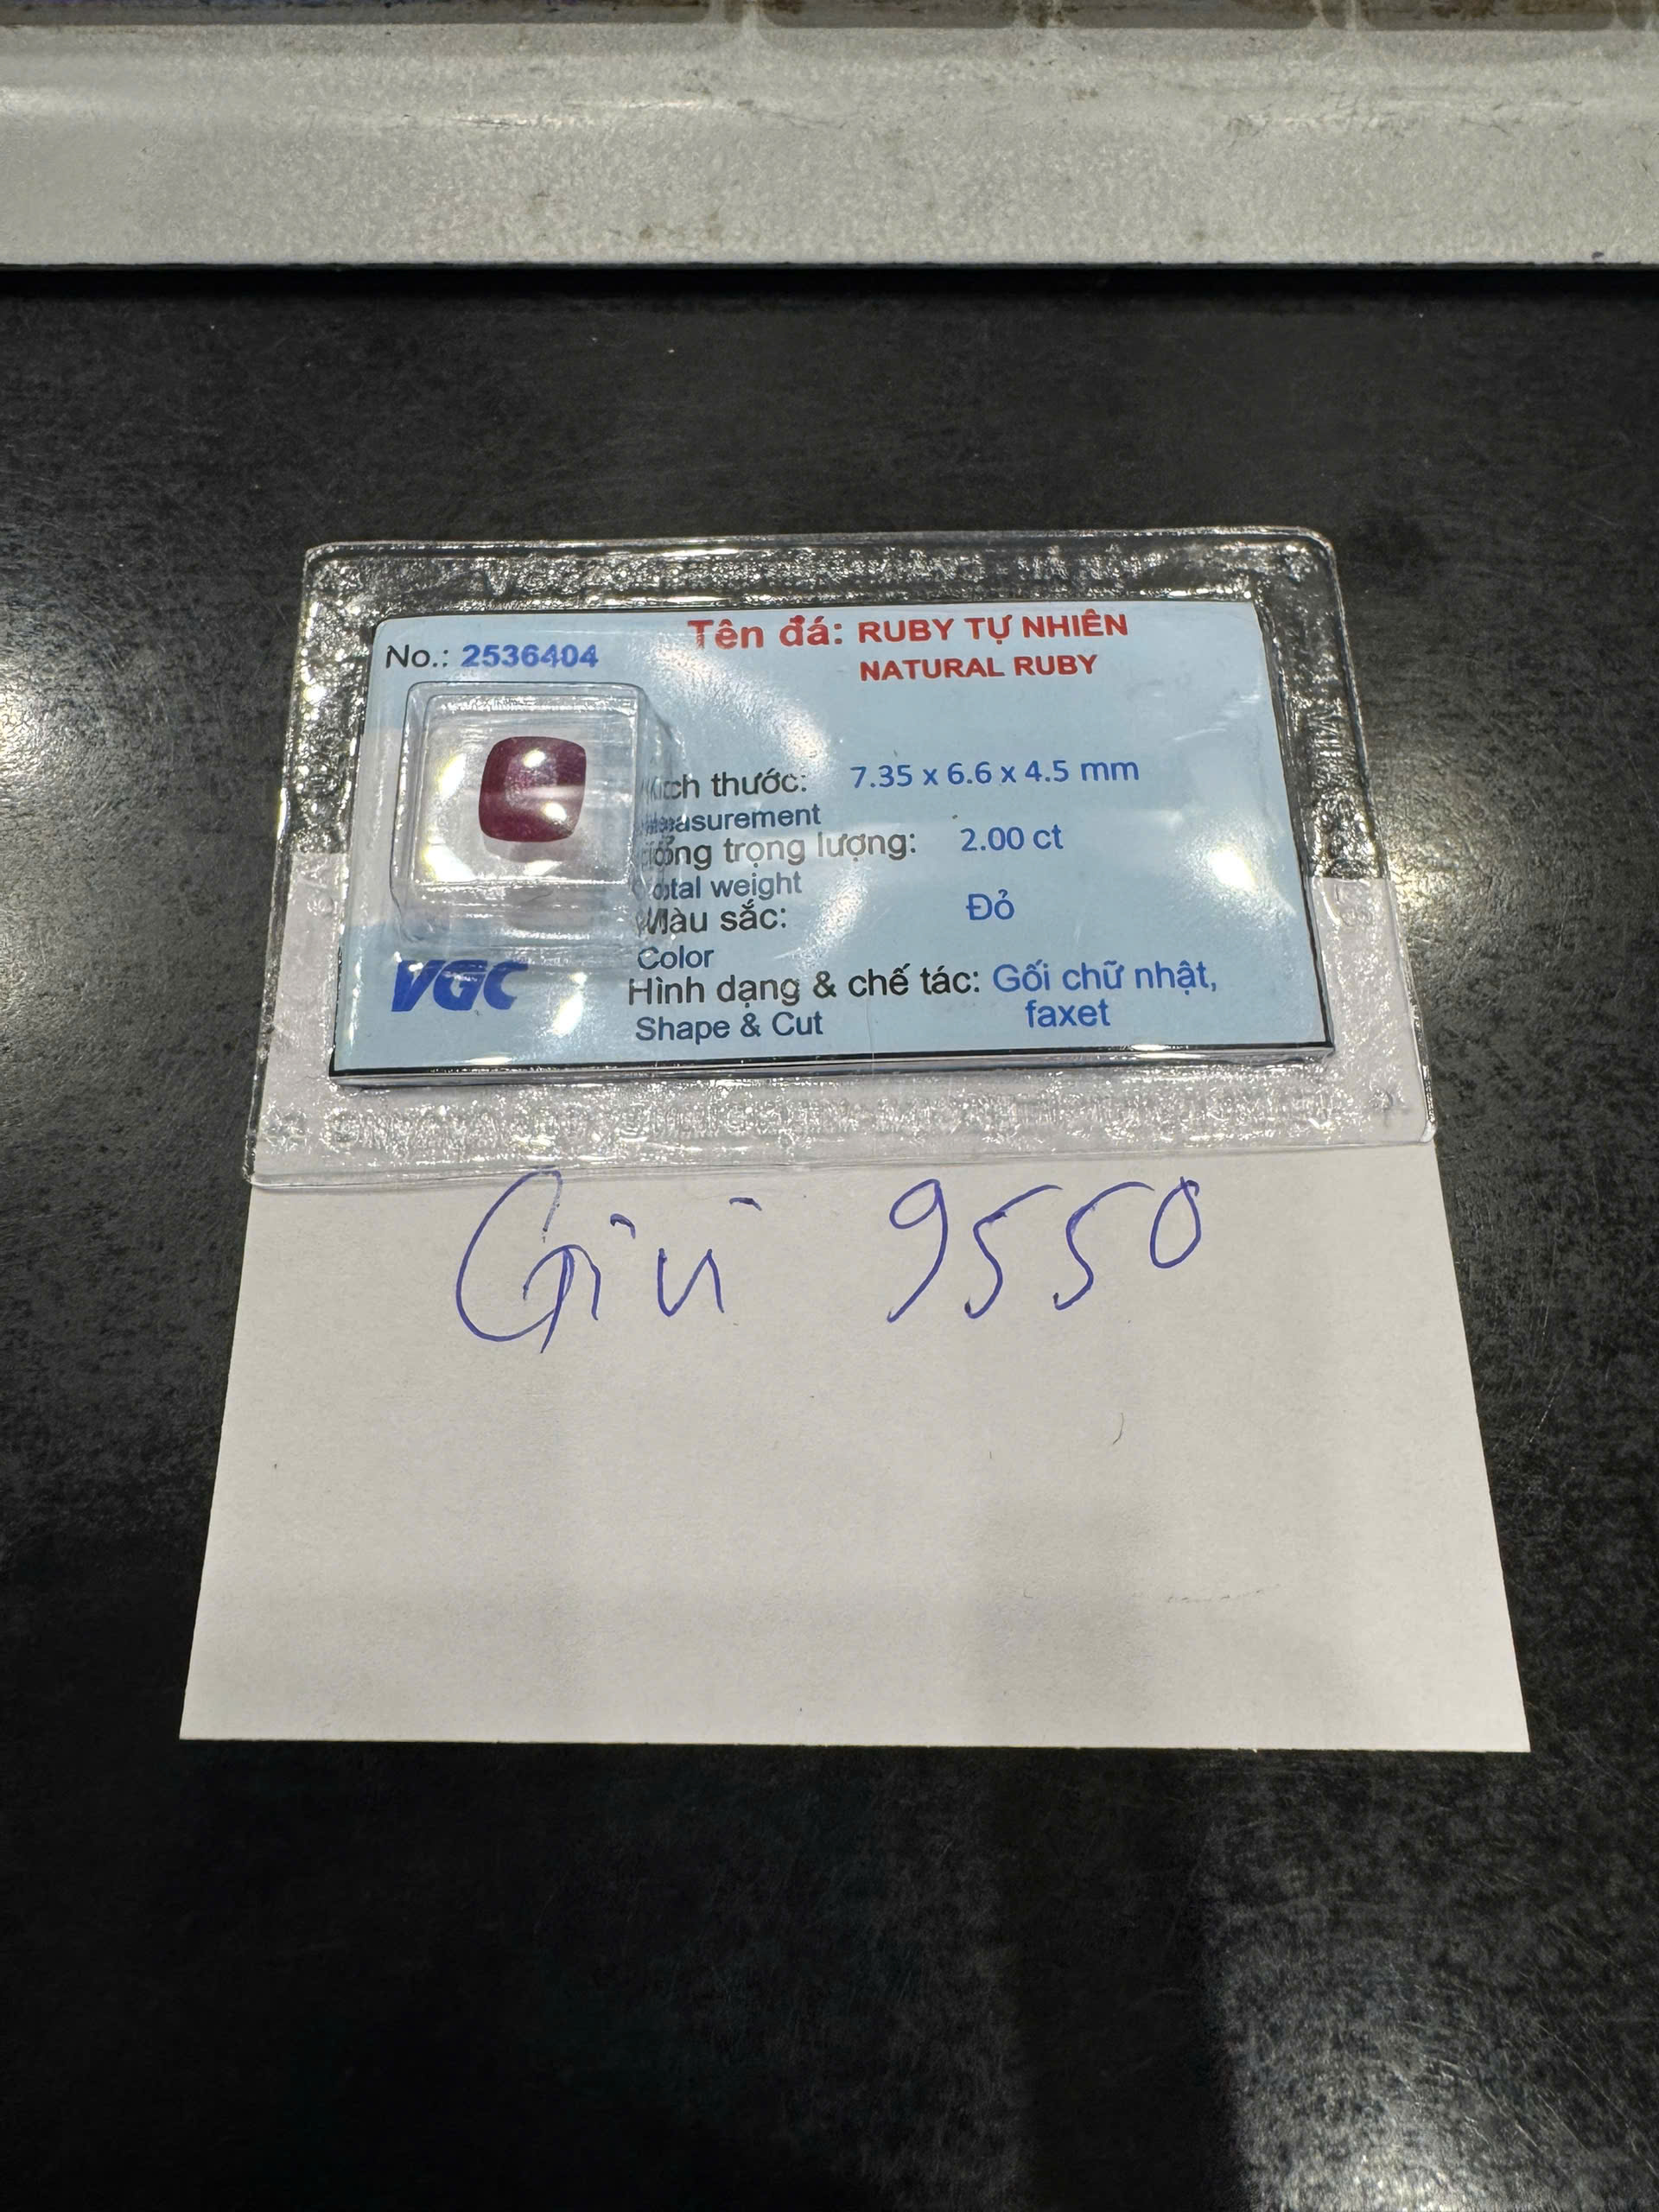 No.: 2536404
Tên đá: RUBY TỰ NHIÊN
NATURAL RUBY
Kích thước: 7.35 x 6.6 x 4.5 mm
Measurement
Tổng trọng lượng: 2.00 ct
Total weight
Màu sắc: Đỏ
Color
Hình dạng & chế tác: Gối chữ nhật,
faxet
Shape & Cut
VGC
9550